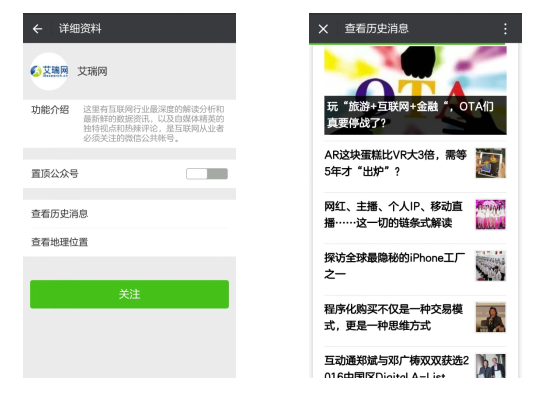 详细资料
艾瑞网
艾瑞网
功能介绍
这里有互联网行业最深度的解读分析和
最新鲜的数据资讯，以及自媒体精英的
独特视点和热辣评论，是互联网从业者
必须关注的微信公共帐号。
置顶公众号
查看历史消息
查看地理位置
关注
查看历史消息
OTA
玩“旅游+互联网+金融“，OTA们
真要停战了？
AR这块蛋糕比VR大3倍，需等
5年才“出炉”？
网红、主播、个人IP、移动直
播……这一切的链条式解读
探访全球最隐秘的iPhone工厂
之一
程序化购买不仅是一种交易模
式，更是一种思维方式
互动通郑斌与邓广梼双双获选2
016中国区Digital A-List